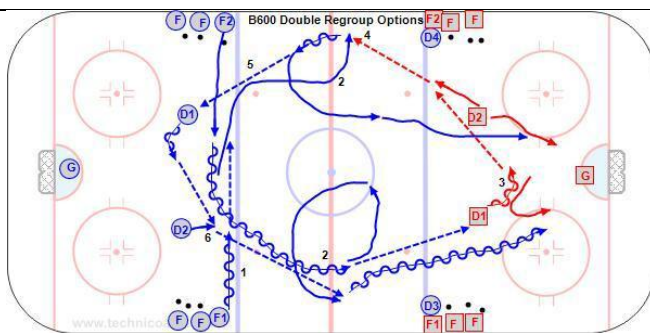 F F F2 B600 Double Regroup Options F2 F F
D4
4
5
2
D1
D2
G
3
G
D2
D1
6
2
1
D3
www.technico
F F F1 F1 F F